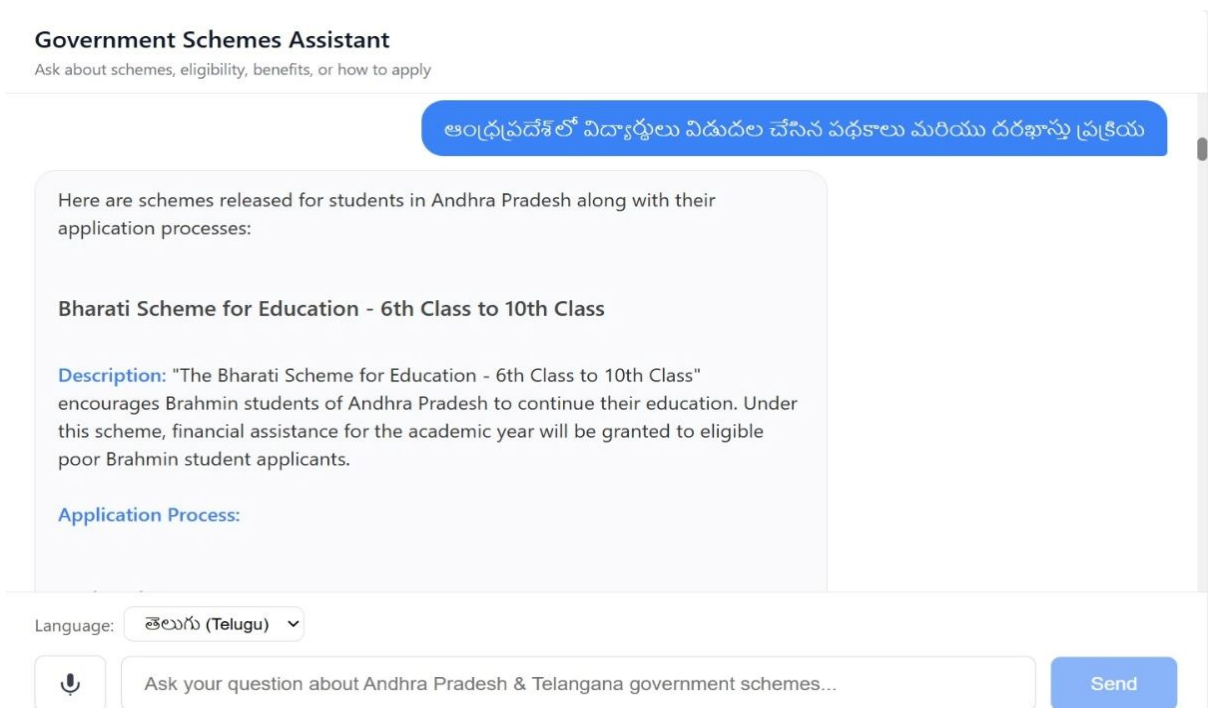 Government Schemes Assistant
Ask about schemes, eligibility, benefits, or how to apply
ఆంధ్రప్రదేశ్‌లో విద్యార్థులు విడుదల చేసిన పథకాలు మరియు దరఖాస్తు ప్రక్రియ
Here are schemes released for students in Andhra Pradesh along with their
application processes:
Bharati Scheme for Education - 6th Class to 10th Class
Description: "The Bharati Scheme for Education - 6th Class to 10th Class"
encourages Brahmin students of Andhra Pradesh to continue their education. Under
this scheme, financial assistance for the academic year will be granted to eligible
poor Brahmin student applicants.
Application Process:
Language: తెలుగు (Telugu)
Ask your question about Andhra Pradesh & Telangana government schemes...
Send